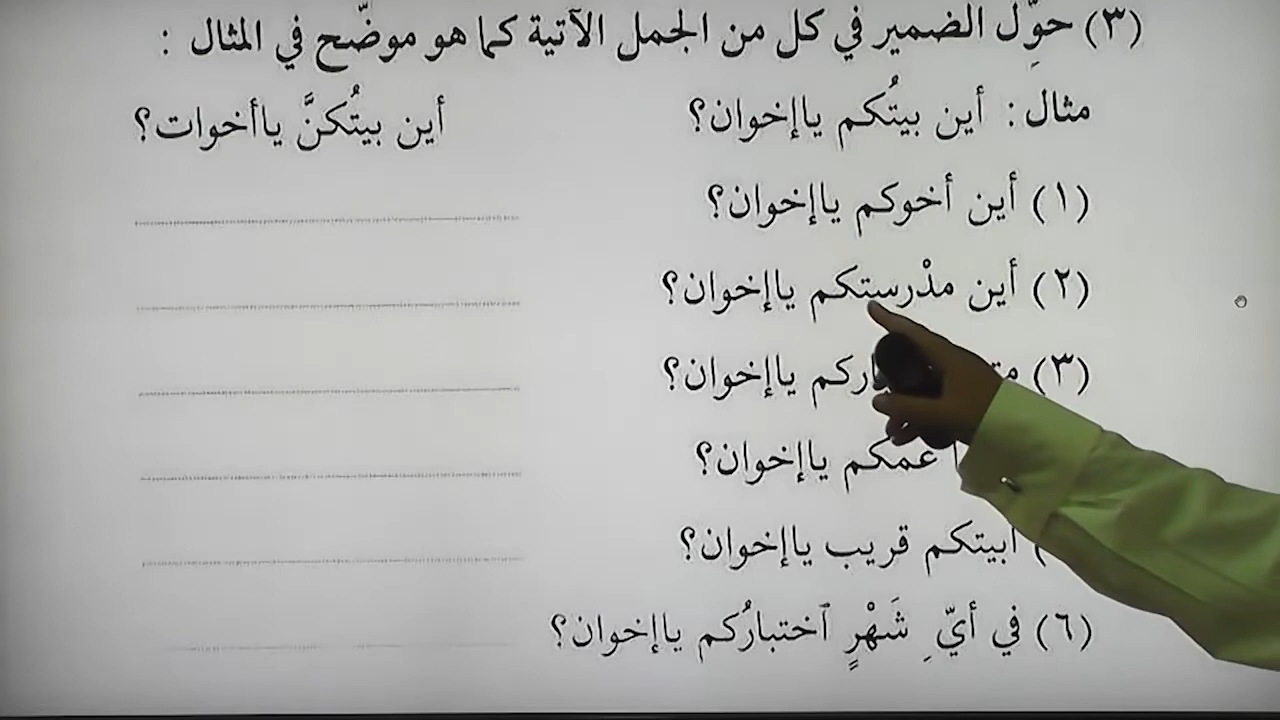 (٣) حوِّل الضمير في كل من الجمل الآتية كما هو موضّح في المثال :
مثال : أين بيتُكم ياإخوان؟ أين بيتُكنَّ ياأخوات؟
(١) أين أخوكم ياإخوان؟
(٢) أين مدْرستكم ياإخوان؟
(٣) ياإخوان؟
عمكم ياإخوان؟
أبيتكم قريب ياإخوان؟
(٦) في أيِّ شَهْرٍ ٱختبارُكم ياإخوان؟